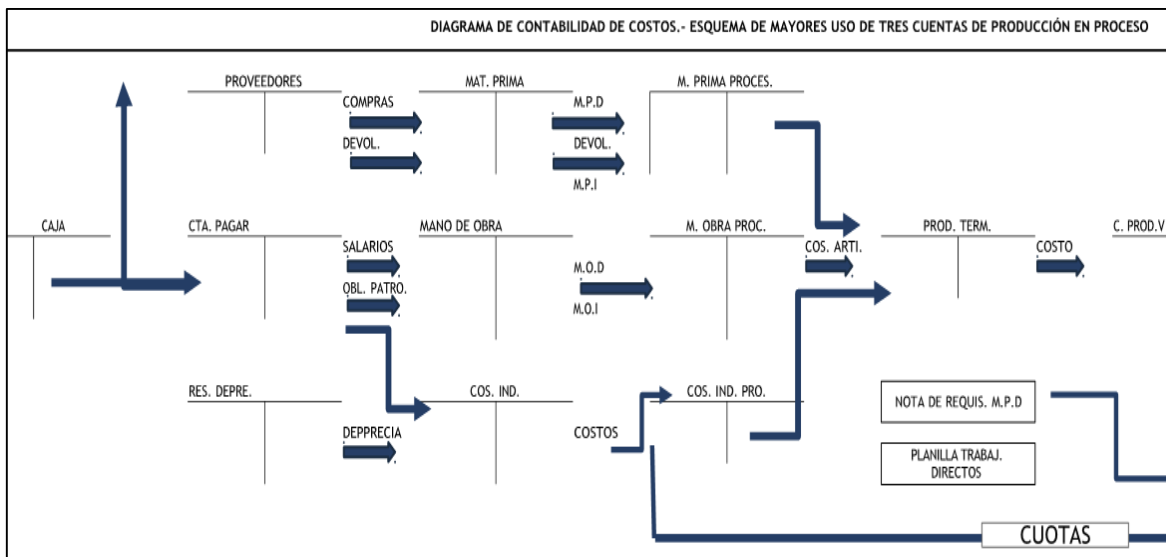 DIAGRAMA DE CONTABILIDAD DE COSTOS.- ESQUEMA DE MAYORES USO DE TRES CUENTAS DE PRODUCCIÓN EN PROCESO
PROVEEDORES
MAT. PRIMA
M. PRIMA PROCES.
COMPRAS
M.P.D
DEVOL.
DEVOL.
M.P.I
CAJA
CTA. PAGAR
MANO DE OBRA
M. OBRA PROC.
PROD. TERM.
C. PROD.V
SALARIOS
COS. ARTI.
COSTO
M.O.D
OBL. PATRO.
M.O.I
RES. DEPRE.
COS. IND.
COS. IND. PRO.
NOTA DE REQUIS. M.P.D
DEPPRECIA
COSTOS
PLANILLA TRABAJ.
DIRECTOS
CUOTAS